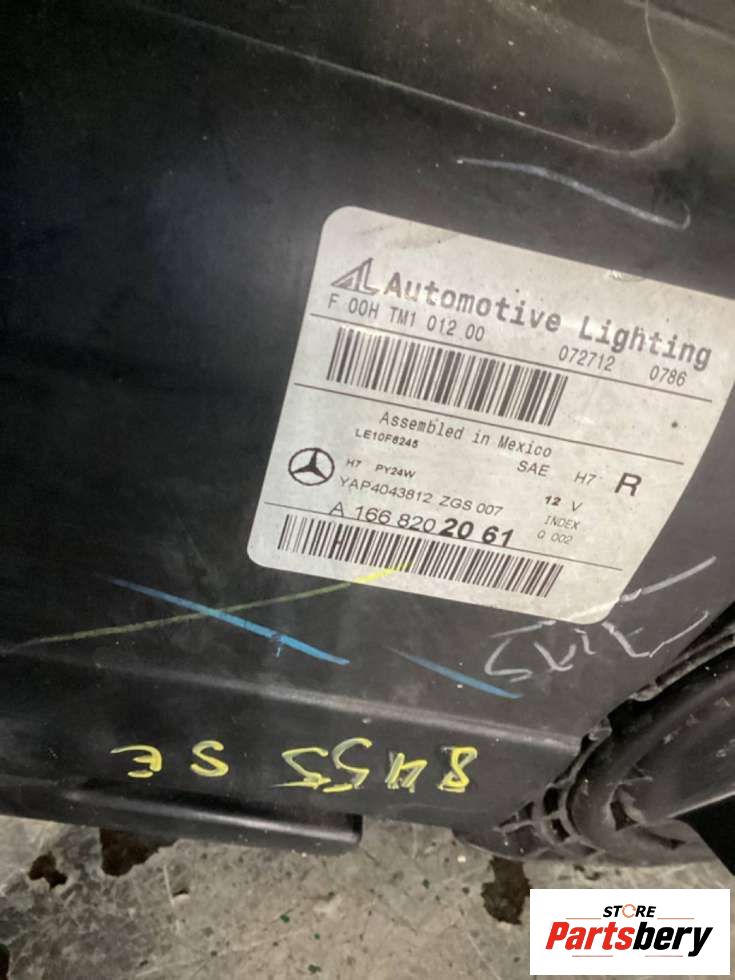 AL Automotive Lighting
F 00H TM1 012 00 072712 0786
Assembled in Mexico
LE10F6245 SAE H7 R
H7 PY24W 12 V
YAP4043812 ZGS 007 INDEX
A 166 820 20 61 Q 002
8455 SE
STORE
Partsbery